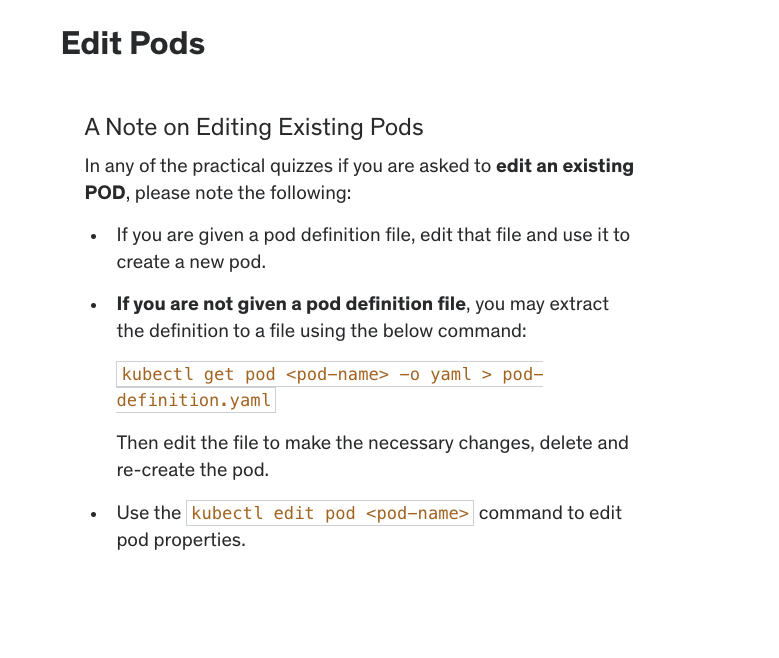 Edit Pods
A Note on Editing Existing Pods
In any of the practical quizzes if you are asked to edit an existing
POD, please note the following:
• If you are given a pod definition file, edit that file and use it to
create a new pod.
• If you are not given a pod definition file, you may extract
the definition to a file using the below command:
kubectl get pod <pod-name> -o yaml > pod-
definition.yaml
Then edit the file to make the necessary changes, delete and
re-create the pod.
• Use the kubectl edit pod <pod-name> command to edit
pod properties.